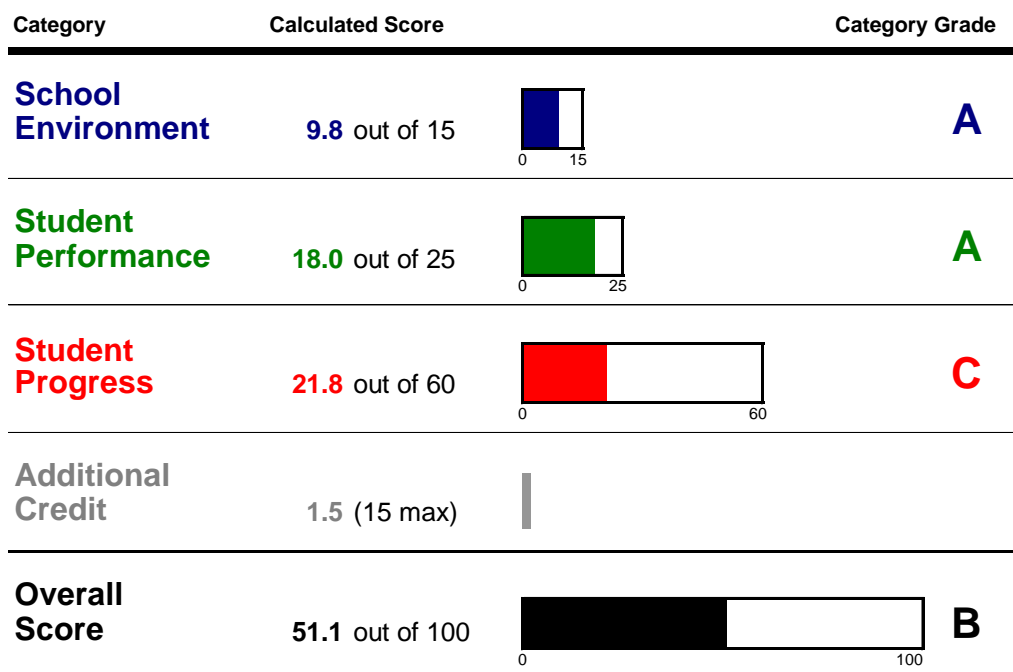 Category Calculated Score Category Grade
School
Environment 9.8 out of 15 A
0 15
Student
Performance 18.0 out of 25 A
0 25
Student
Progress 21.8 out of 60 C
0 60
Additional
Credit 1.5 (15 max)
Overall
Score 51.1 out of 100 B
0 100